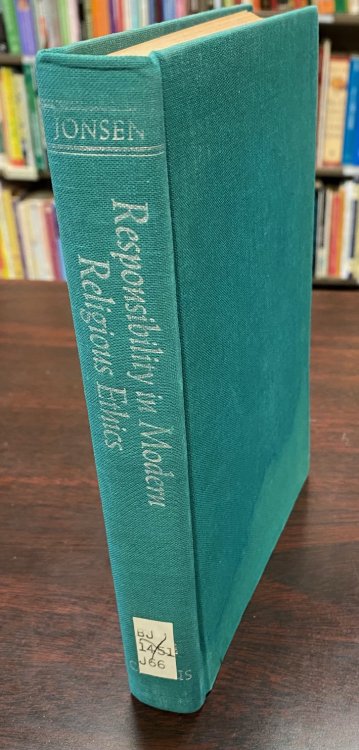 JONSEN
Responsibility in Modern
Religious Ethics
BJ
1451
J66